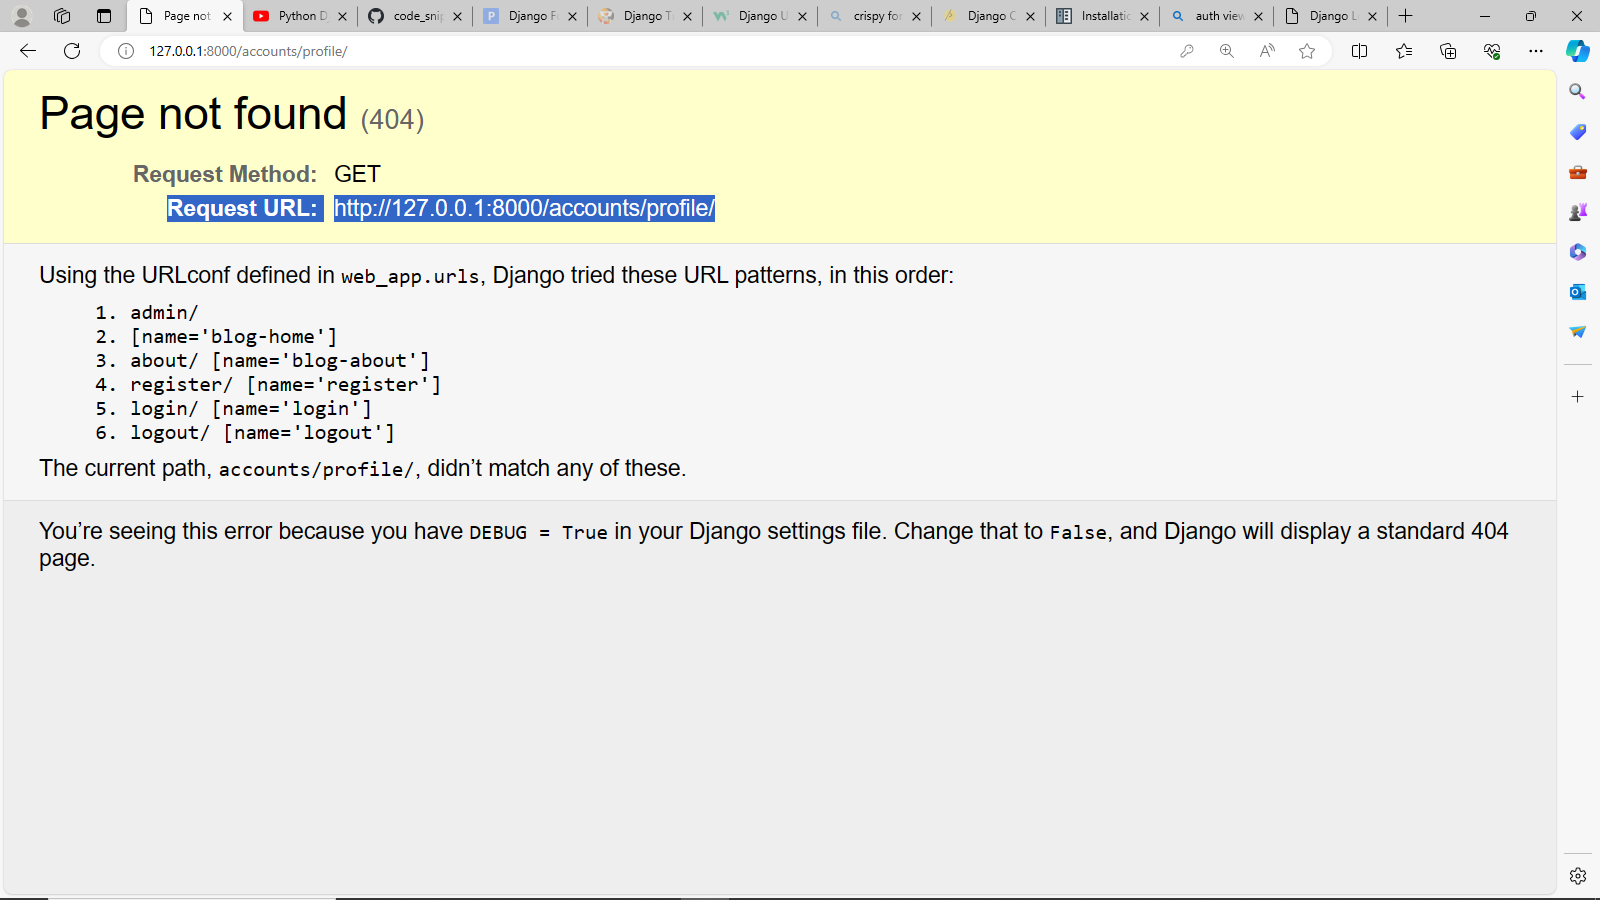 Page not
Python D
code_snip
Django F
Django T
Django U
crispy for
Django C
Installatic
auth view
Django L
127.0.0.1:8000/accounts/profile/
Page not found (404)
Request Method: GET
Request URL: http://127.0.0.1:8000/accounts/profile/
Using the URLconf defined in web_app.urls, Django tried these URL patterns, in this order:
1. admin/
2. [name='blog-home']
3. about/ [name='blog-about']
4. register/ [name='register']
5. login/ [name='login']
6. logout/ [name='logout']
The current path, accounts/profile/, didn’t match any of these.
You’re seeing this error because you have DEBUG = True in your Django settings file. Change that to False, and Django will display a standard 404
page.